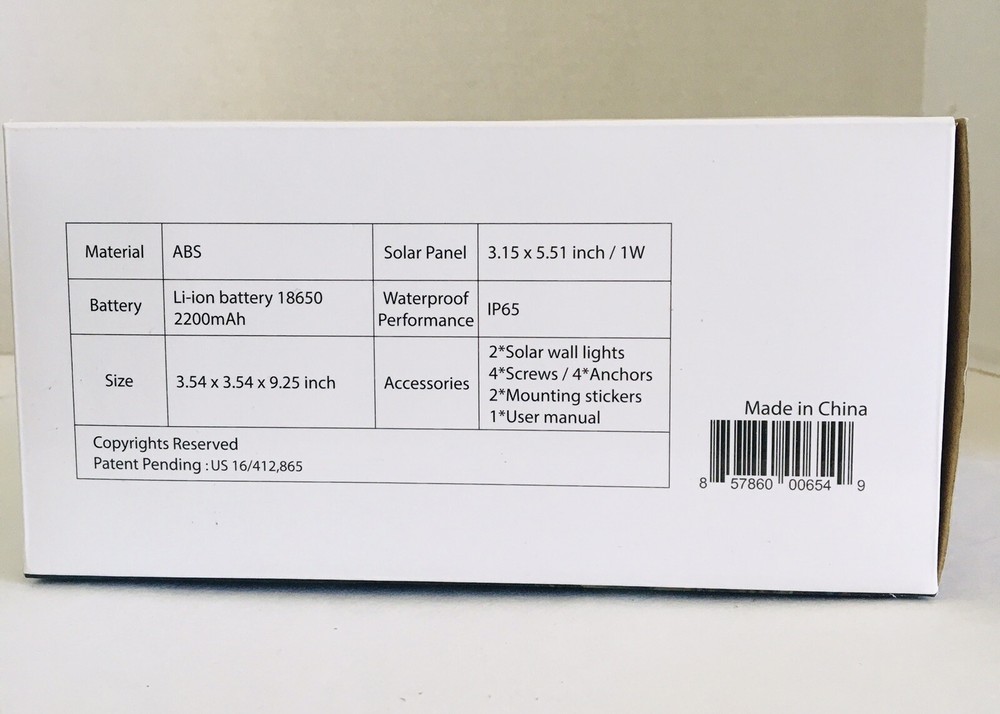 Material ABS Solar Panel 3.15 x 5.51 inch / 1W
Battery Li-ion battery 18650
2200mAh
Waterproof
Performance
IP65
Size 3.54 x 3.54 x 9.25 inch Accessories
2*Solar wall lights
4*Screws / 4*Anchors
2*Mounting stickers
1*User manual
Copyrights Reserved
Patent Pending : US 16/412,865
Made in China
8 57860 00654 9